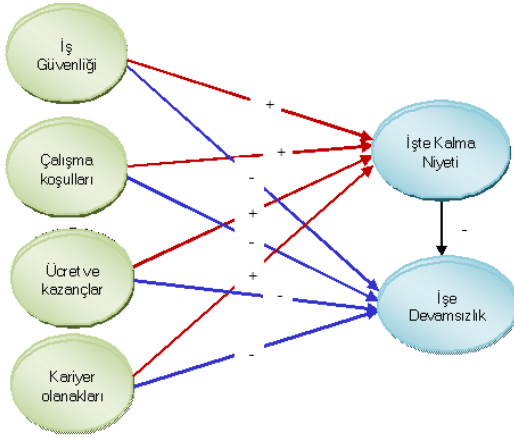 İş
Güvenliği
Çalışma
koşulları
Ücret ve
kazançlar
Kariyer
olanakları
+
+
-
+
-
+
-
-
İşte Kalma
Niyeti
-
İşe
Devamsızlık